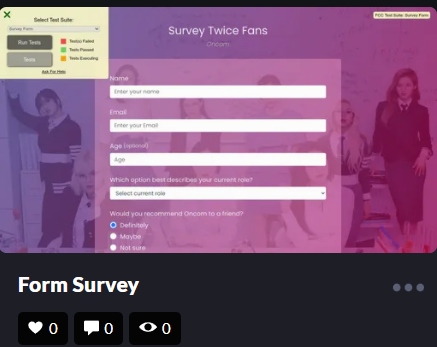 Select Test Suite:
Survey Form
Run Tests
Tests
Test(s) Failed
Tests Passed
Tests Executing
Ask For Help
FCC Test Suite: Survey Form
Survey Twice Fans
Oncom
Name
Enter your name
Email
Enter your Email
Age (optional)
Age
Which option best describes your current role?
Select current role
Would you recommend Oncom to a friend?
Definitely
Maybe
Not sure
Form Survey
0 0 0